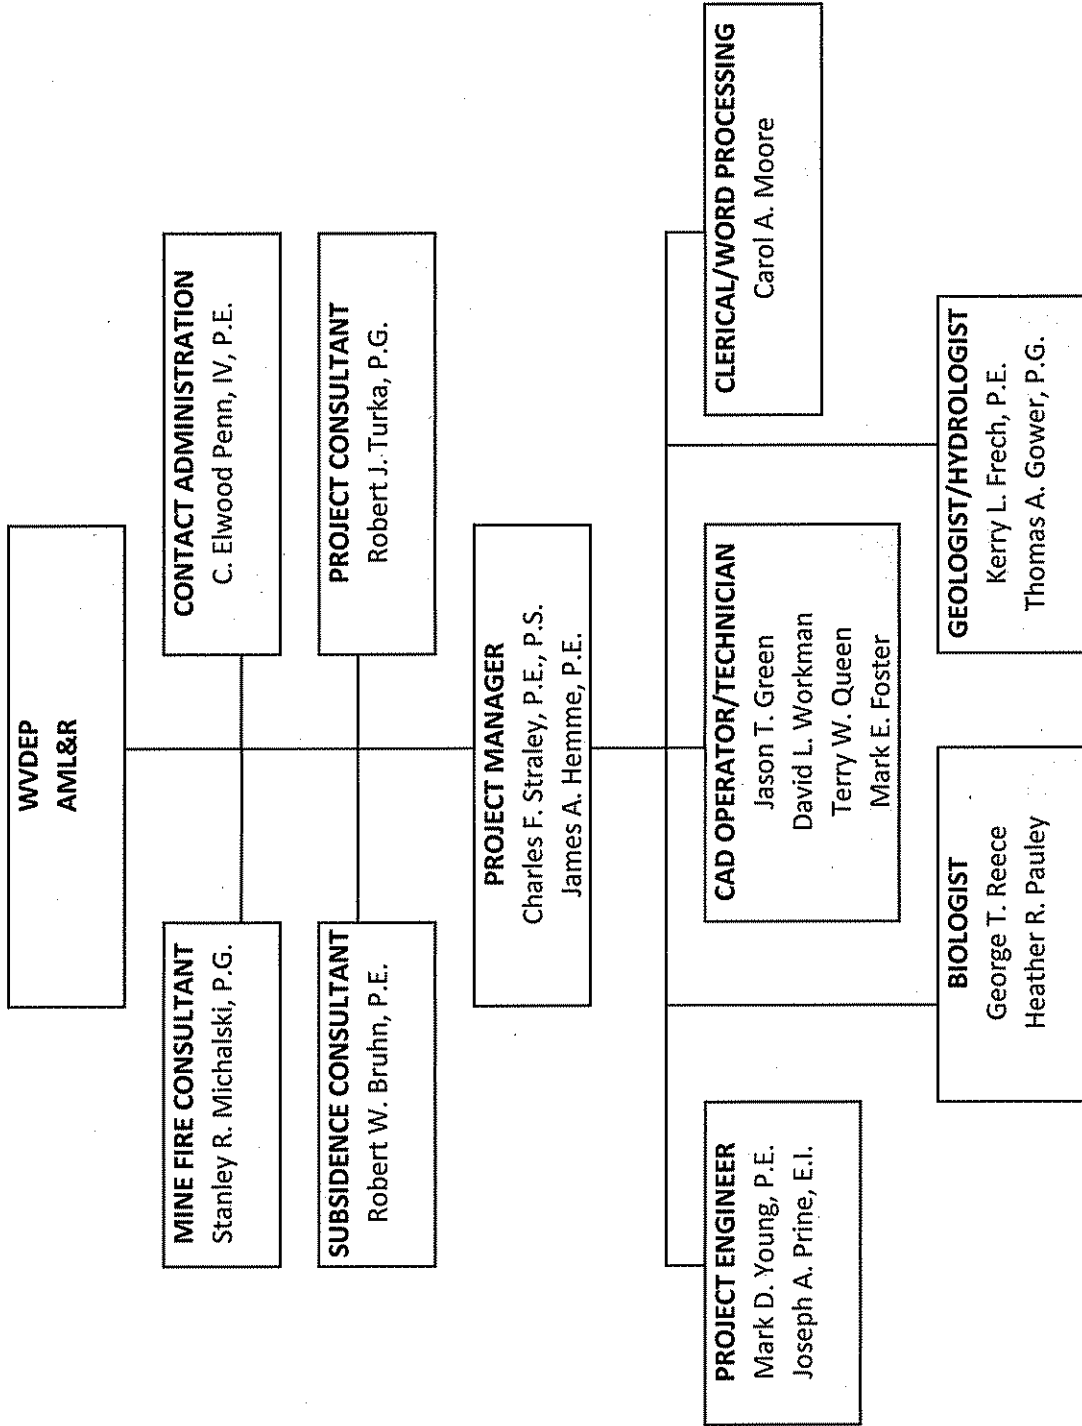 WVDEP
AML&R
MINE FIRE CONSULTANT
Stanley R. Michalski, P.G.
CONTACT ADMINISTRATION
C. Elwood Penn, IV, P.E.
SUBSIDENCE CONSULTANT
Robert W. Bruhn, P.E.
PROJECT CONSULTANT
Robert J. Turka, P.G.
PROJECT MANAGER
Charles F. Straley, P.E., P.S.
James A. Hemme, P.E.
PROJECT ENGINEER
Mark D. Young, P.E.
Joseph A. Prine, E.I.
CAD OPERATOR/TECHNICIAN
Jason T. Green
David L. Workman
Terry W. Queen
Mark E. Foster
CLERICAL/WORD PROCESSING
Carol A. Moore
BIOLOGIST
George T. Reece
Heather R. Pauley
GEOLOGIST/HYDROLOGIST
Kerry L. Frech, P.E.
Thomas A. Gower, P.G.